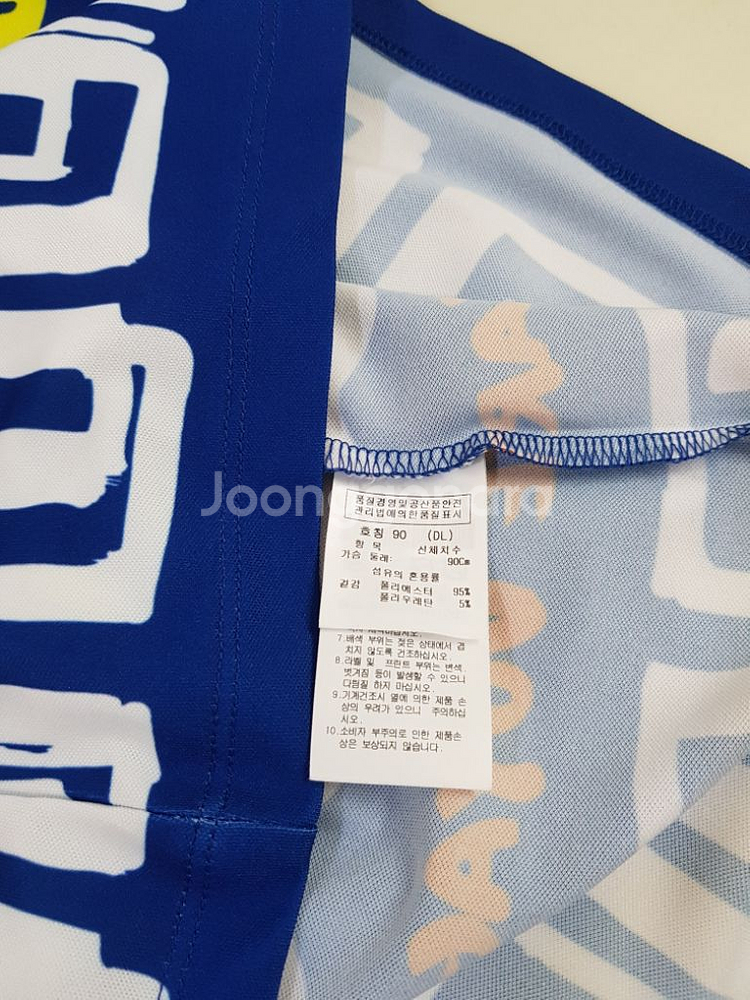 품질경영및공산품안전
관리법에의한품질표시
호칭 90 (DL)
항 목 신체치수
가슴 둘레: 90Cm
섬유의 혼용률
겉감 폴리에스터 95%
폴리우레탄 5%
7.배색 부위는 젖은 상태에서 겹
치지 않도록 건조하십시오.
8.라벨 및 프린트 부위는 변색,
벗겨짐 등이 발생할 수 있으니
다림질 하지 마십시오.
9.기계건조시 열에 의한 제품 손
상의 우려가 있으니 주의하십
시오.
10.소비자 부주의로 인한 제품손
상은 보상되지 않습니다.